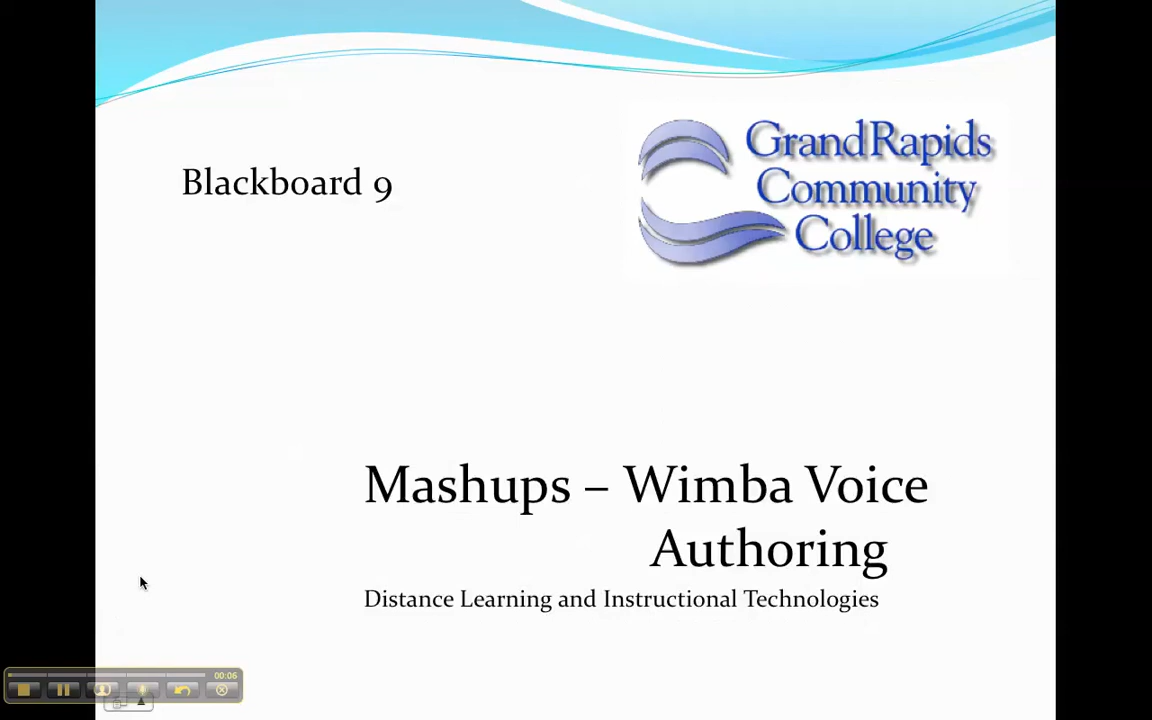 Blackboard 9
Grand Rapids
Community
College
Mashups – Wimba Voice
Authoring
Distance Learning and Instructional Technologies
00:06